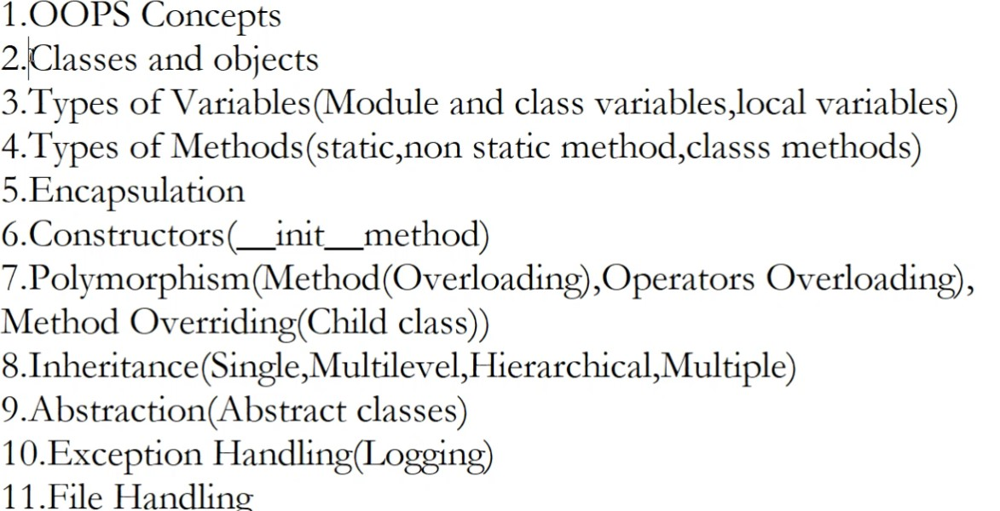 1.OOPS Concepts
2.Classes and objects
3.Types of Variables(Module and class variables,local variables)
4.Types of Methods(static,non static method,classs methods)
5.Encapsulation
6.Constructors(__init__method)
7.Polymorphism(Method(Overloading),Operators Overloading),
Method Overriding(Child class))
8.Inheritance(Single,Multilevel,Hierarchical,Multiple)
9.Abstraction(Abstract classes)
10.Exception Handling(Logging)
11.File Handling